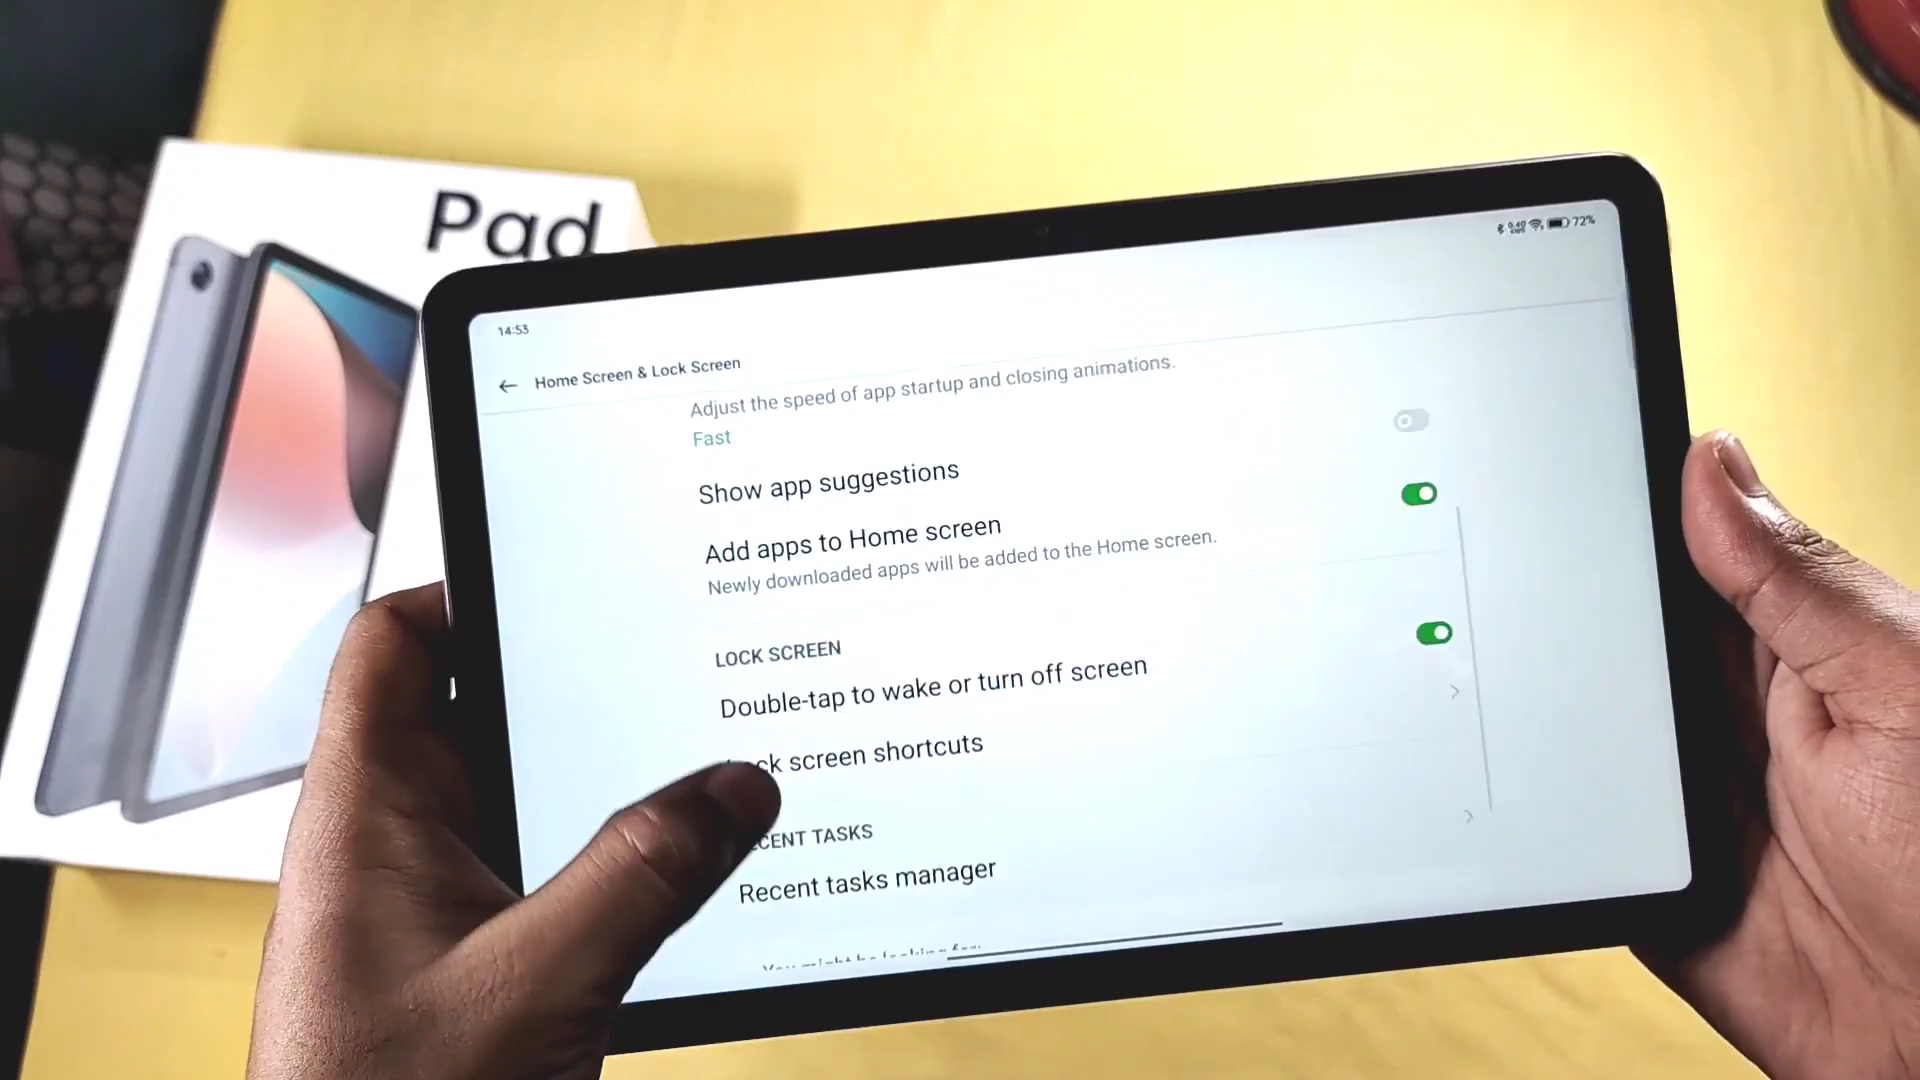 Pad
72%
14:53
Home Screen & Lock Screen
Adjust the speed of app startup and closing animations.
Fast
Show app suggestions
Add apps to Home screen
Newly downloaded apps will be added to the Home screen.
LOCK SCREEN
Double-tap to wake or turn off screen
screen shortcuts
TASKS
Recent tasks manager